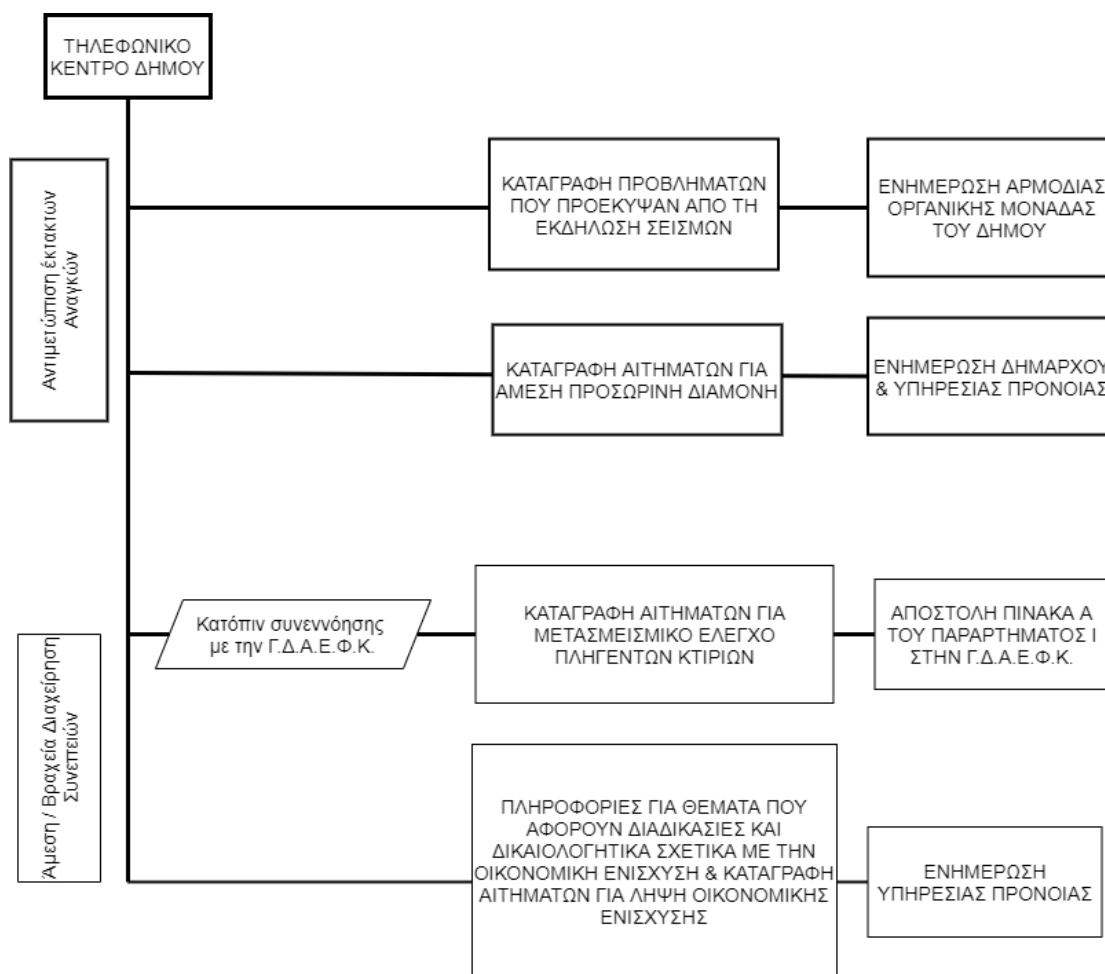 ΤΗΛΕΦΩΝΙΚΟ
ΚΕΝΤΡΟ ΔΗΜΟΥ
Αντιμετώπιση έκτακτων
Αναγκών
ΚΑΤΑΓΡΑΦΗ ΠΡΟΒΛΗΜΑΤΩΝ
ΠΟΥ ΠΡΟΕΚΥΨΑΝ ΑΠΟ ΤΗ
ΕΚΔΗΛΩΣΗ ΣΕΙΣΜΩΝ
ΕΝΗΜΕΡΩΣΗ ΑΡΜΟΔΙΑΣ
ΟΡΓΑΝΙΚΗΣ ΜΟΝΑΔΑΣ
ΤΟΥ ΔΗΜΟΥ
ΚΑΤΑΓΡΑΦΗ ΑΙΤΗΜΑΤΩΝ ΓΙΑ
ΑΜΕΣΗ ΠΡΟΣΩΡΙΝΗ ΔΙΑΜΟΝΗ
ΕΝΗΜΕΡΩΣΗ ΔΗΜΑΡΧΟΥ
& ΥΠΗΡΕΣΙΑΣ ΠΡΟΝΟΙΑΣ
Άμεση / Βραχεία Διαχείρηση
Συνεπειών
Κατόπιν συνεννόησης
με την Γ.Δ.Α.Ε.Φ.Κ.
ΚΑΤΑΓΡΑΦΗ ΑΙΤΗΜΑΤΩΝ ΓΙΑ
ΜΕΤΑΣΜΕΙΣΜΙΚΟ ΕΛΕΓΧΟ
ΠΛΗΓΕΝΤΩΝ ΚΤΙΡΙΩΝ
ΑΠΟΣΤΟΛΗ ΠΙΝΑΚΑ Α
ΤΟΥ ΠΑΡΑΡΤΗΜΑΤΟΣ Ι
ΣΤΗΝ Γ.Δ.Α.Ε.Φ.Κ.
ΠΛΗΡΟΦΟΡΙΕΣ ΓΙΑ ΘΕΜΑΤΑ ΠΟΥ
ΑΦΟΡΟΥΝ ΔΙΑΔΙΚΑΣΙΕΣ ΚΑΙ
ΔΙΚΑΙΟΛΟΓΗΤΙΚΑ ΣΧΕΤΙΚΑ ΜΕ ΤΗΝ
ΟΙΚΟΝΟΜΙΚΗ ΕΝΙΣΧΥΣΗ & ΚΑΤΑΓΡΑΦΗ
ΑΙΤΗΜΑΤΩΝ ΓΙΑ ΛΗΨΗ ΟΙΚΟΝΟΜΙΚΗΣ
ΕΝΙΣΧΥΣΗΣ
ΕΝΗΜΕΡΩΣΗ
ΥΠΗΡΕΣΙΑΣ ΠΡΟΝΟΙΑΣ